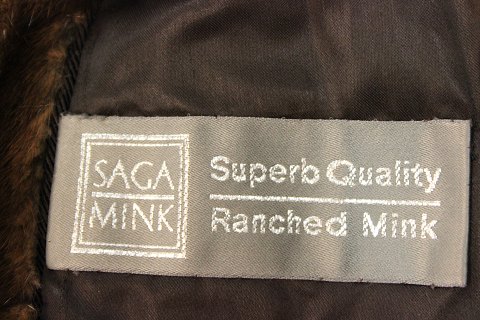 SAGA
MINK
Superb Quality
Ranched Mink